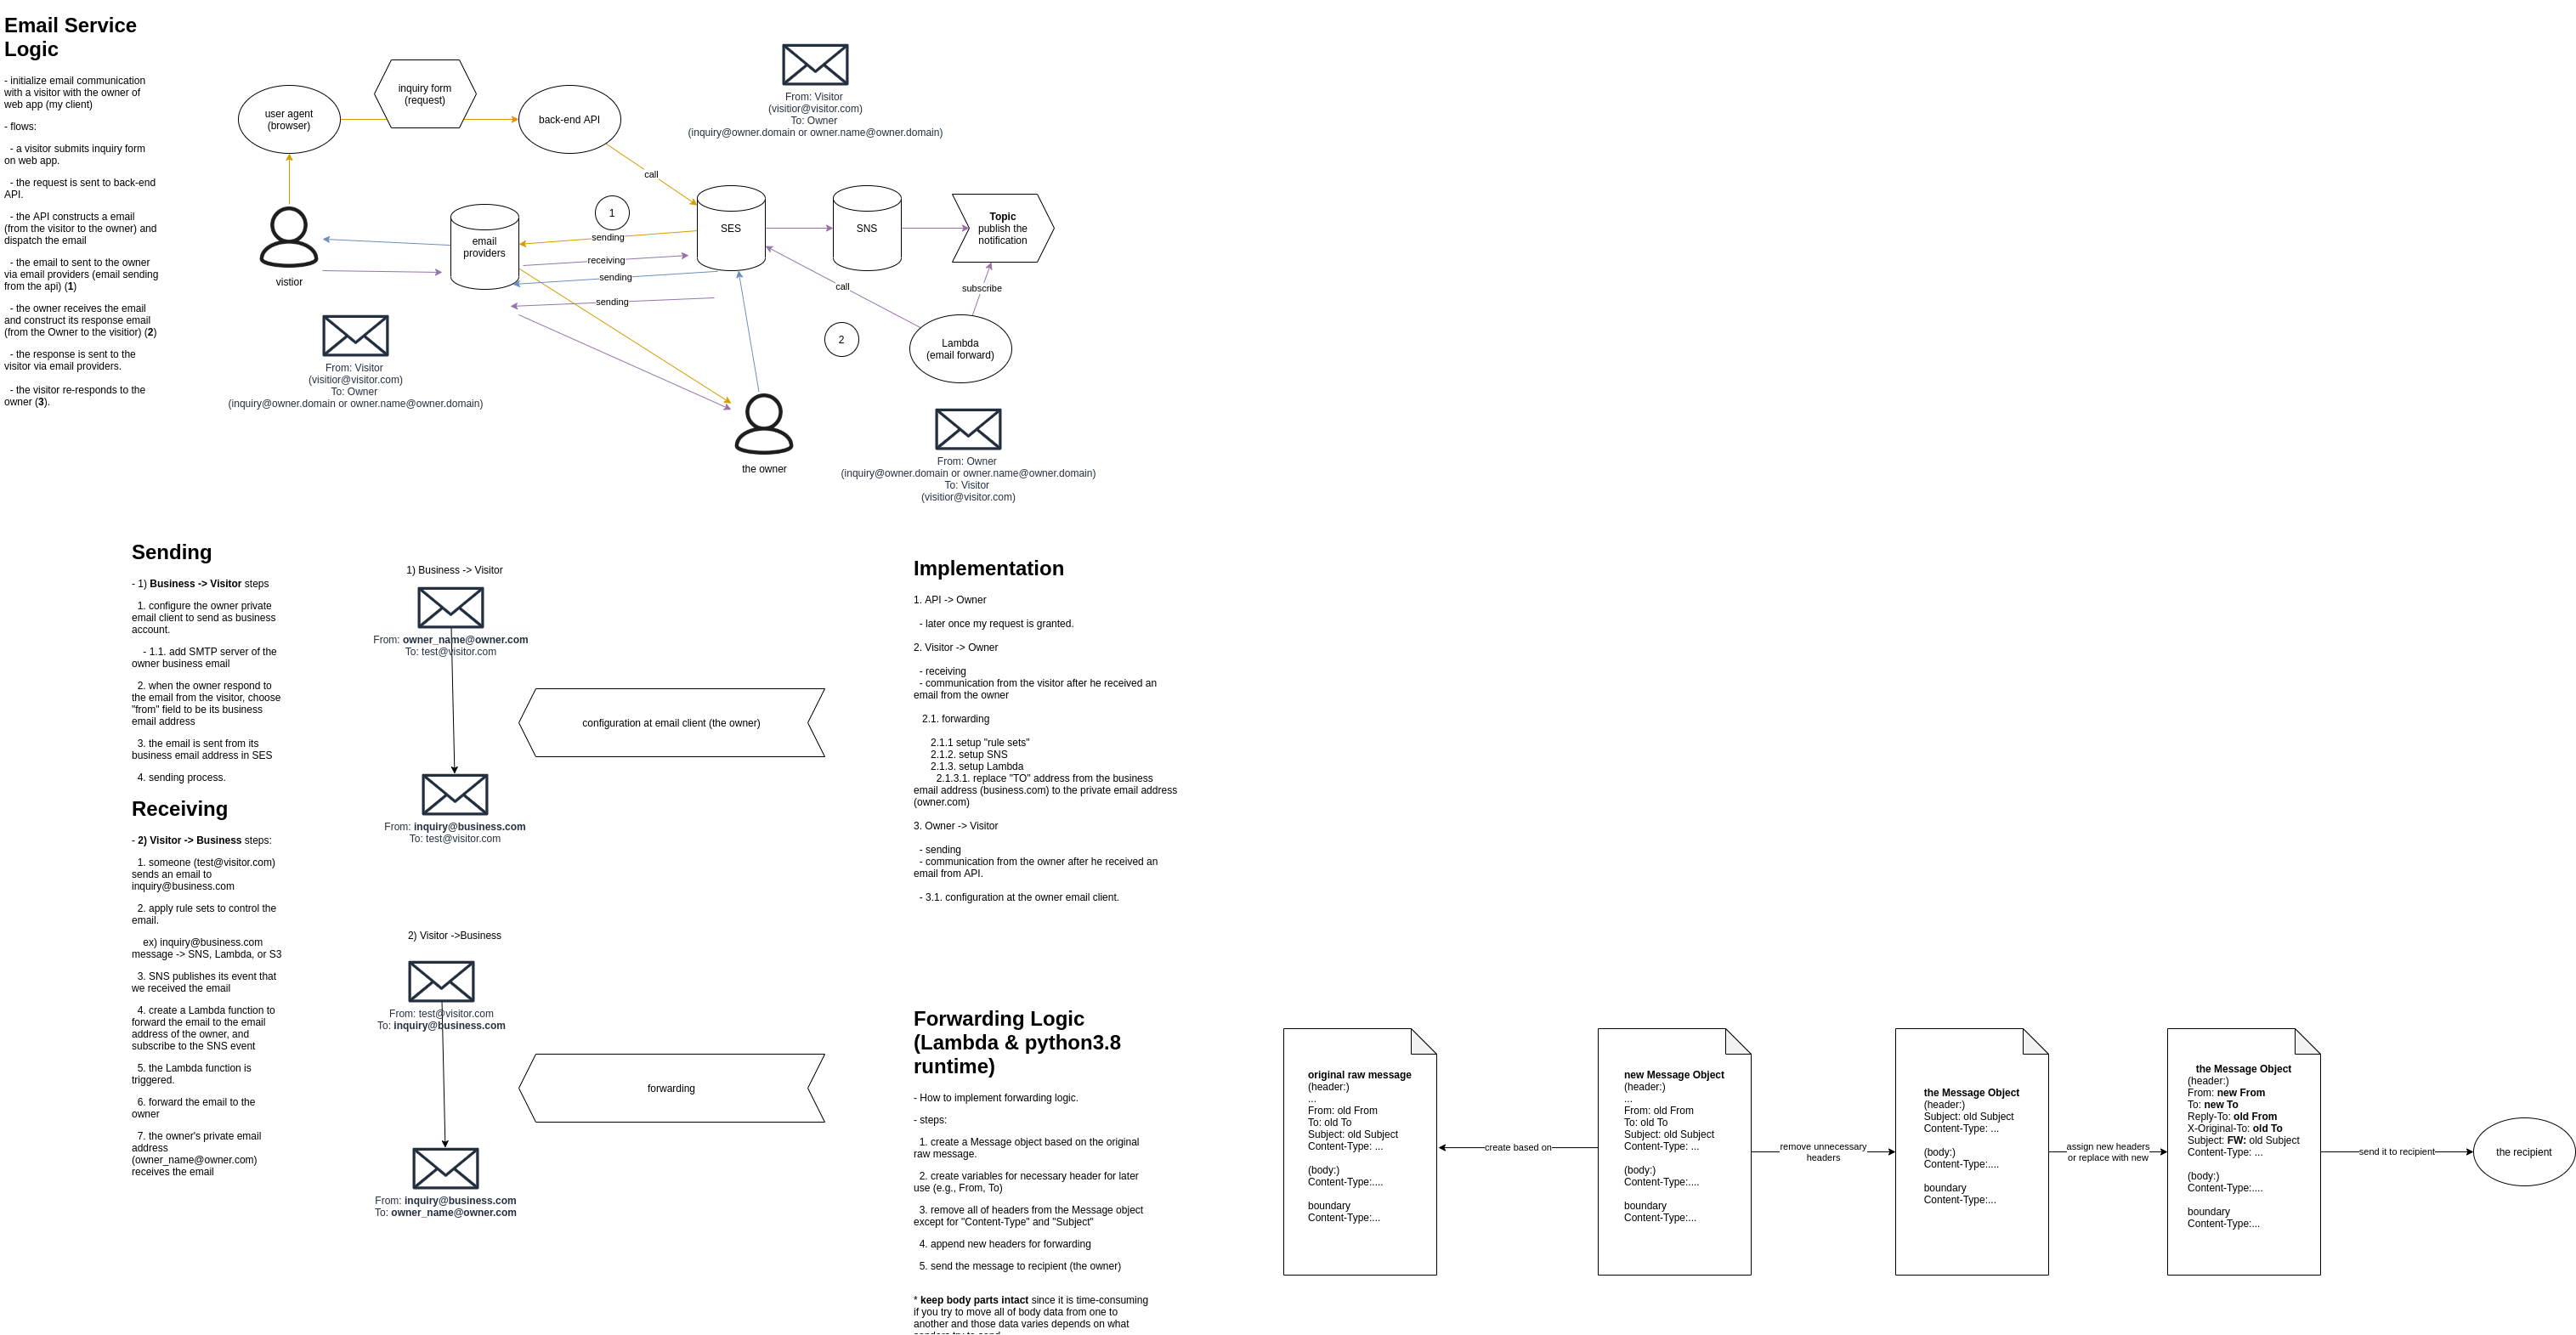 Email Service
Logic
- initialize email communication
with a visitor with the owner of
web app (my client)
- flows:
- a visitor submits inquiry form
on web app.
- the request is sent to back-end
API.
- the API constructs a email
(from the visitor to the owner) and
dispatch the email
- the email to sent to the owner
via email providers (email sending
from the api) (1)
- the owner receives the email
and construct its response email
(from the Owner to the visitior) (2)
- the response is sent to the
visitor via email providers.
- the visitor re-responds to the
owner (3).
user agent
(browser)
inquiry form
(request)
back-end API
From: Visitor
(visitior@visitor.com)
To: Owner
(inquiry@owner.domain or owner.name@owner.domain)
call
1
sending
receiving
sending
sending
email
providers
SES
SNS
Topic
publish the
notification
call
subscribe
2
Lambda
(email forward)
vistior
From: Visitor
(visitior@visitor.com)
To: Owner
(inquiry@owner.domain or owner.name@owner.domain)
the owner
From: Owner
(inquiry@owner.domain or owner.name@owner.domain)
To: Visitor
(visitior@visitor.com)
Sending
- 1) Business -> Visitor steps
1. configure the owner private
email client to send as business
account.
- 1.1. add SMTP server of the
owner business email
2. when the owner respond to
the email from the visitor, choose
"from" field to be its business
email address
3. the email is sent from its
business email address in SES
4. sending process.
Receiving
- 2) Visitor -> Business steps:
1. someone (test@visitor.com)
sends an email to
inquiry@business.com
2. apply rule sets to control the
email.
ex) inquiry@business.com
message -> SNS, Lambda, or S3
3. SNS publishes its event that
we received the email
4. create a Lambda function to
forward the email to the email
address of the owner, and
subscribe to the SNS event
5. the Lambda function is
triggered.
6. forward the email to the
owner
7. the owner's private email
address
(owner_name@owner.com)
receives the email
1) Business -> Visitor
From: owner_name@owner.com
To: test@visitor.com
configuration at email client (the owner)
From: inquiry@business.com
To: test@visitor.com
2) Visitor ->Business
From: test@visitor.com
To: inquiry@business.com
forwarding
From: inquiry@business.com
To: owner_name@owner.com
Implementation
1. API -> Owner
- later once my request is granted.
2. Visitor -> Owner
- receiving
- communication from the visitor after he received an
email from the owner
2.1. forwarding
2.1.1 setup "rule sets"
2.1.2. setup SNS
2.1.3. setup Lambda
2.1.3.1. replace "TO" address from the business
email address (business.com) to the private email address
(owner.com)
3. Owner -> Visitor
- sending
- communication from the owner after he received an
email from API.
- 3.1. configuration at the owner email client.
Forwarding Logic
(Lambda & python3.8
runtime)
- How to implement forwarding logic.
- steps:
1. create a Message object based on the original
raw message.
2. create variables for necessary header for later
use (e.g., From, To)
3. remove all of headers from the Message object
except for "Content-Type" and "Subject"
4. append new headers for forwarding
5. send the message to recipient (the owner)
* keep body parts intact since it is time-consuming
if you try to move all of body data from one to
another and those data varies depends on what
original raw message
(header:)
...
From: old From
To: old To
Subject: old Subject
Content-Type: ...
(body:)
Content-Type:....
boundary
Content-Type:...
create based on
new Message Object
(header:)
...
From: old From
To: old To
Subject: old Subject
Content-Type: ...
(body:)
Content-Type:....
boundary
Content-Type:...
remove unnecessary
headers
the Message Object
(header:)
Subject: old Subject
Content-Type: ...
(body:)
Content-Type:....
boundary
Content-Type:...
assign new headers
or replace with new
the Message Object
(header:)
From: new From
To: new To
Reply-To: old From
X-Original-To: old To
Subject: FW: old Subject
Content-Type: ...
(body:)
Content-Type:....
boundary
Content-Type:...
send it to recipient
the recipient